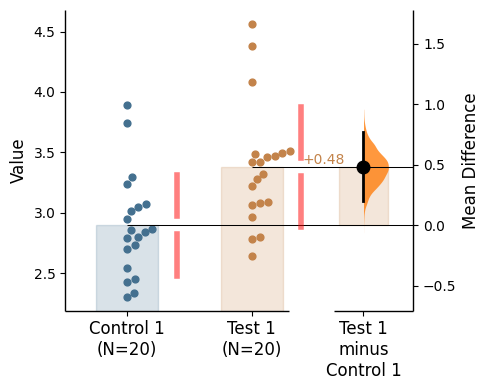 4.5
4.0
3.5
3.0
2.5
Value
+0.48
1.5
1.0
0.5
0.0
−0.5
Mean Difference
Control 1
(N=20)
Test 1
(N=20)
Test 1
minus
Control 1